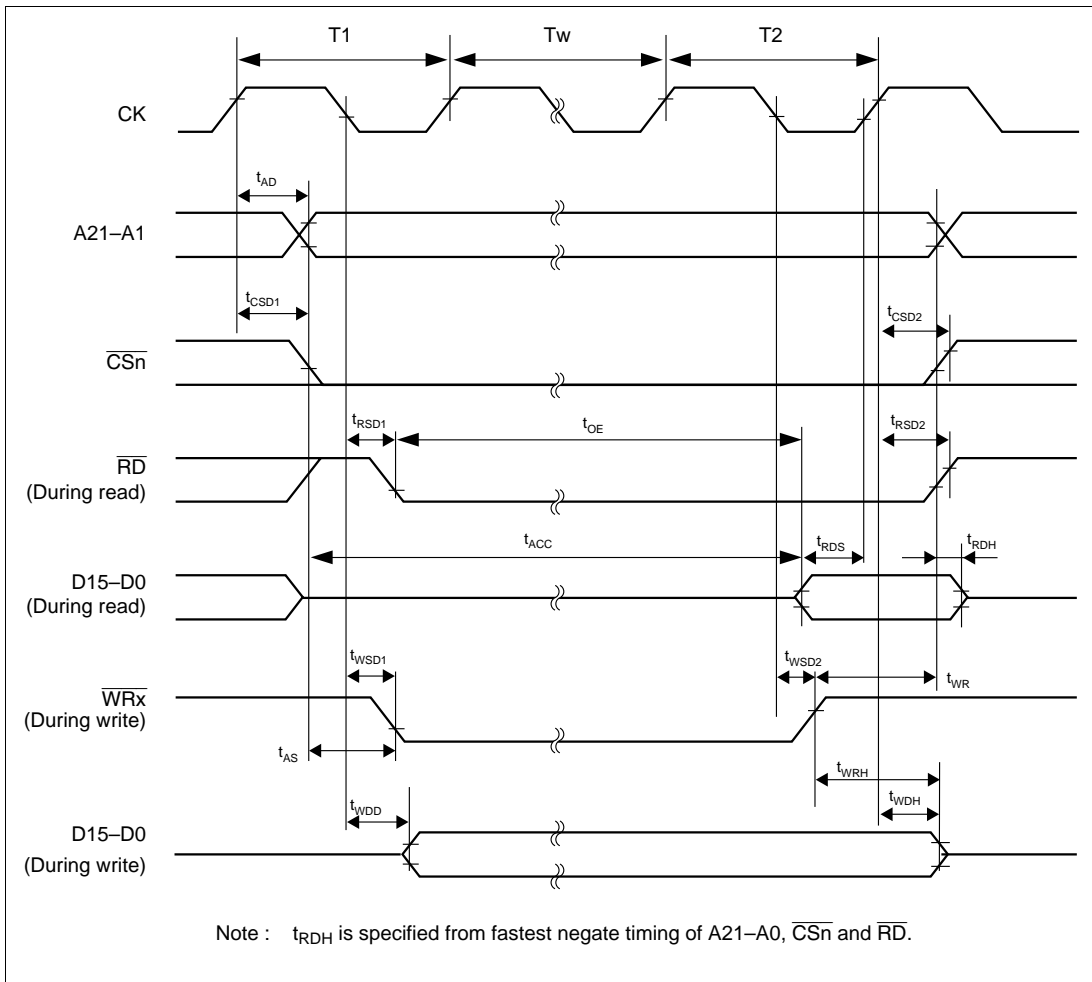 T1 Tw T2
CK
tAD
A21–A1
tCSD1 tCSD2
CSn
tRSD1 tOE tRSD2
RD
(During read)
tACC tRDS tRDH
D15–D0
(During read)
tWSD1 tWSD2
WRx tWR
(During write)
tAS
tWRH
tWDD tWDH
D15–D0
(During write)
Note : tRDH is specified from fastest negate timing of A21–A0, CSn and RD.